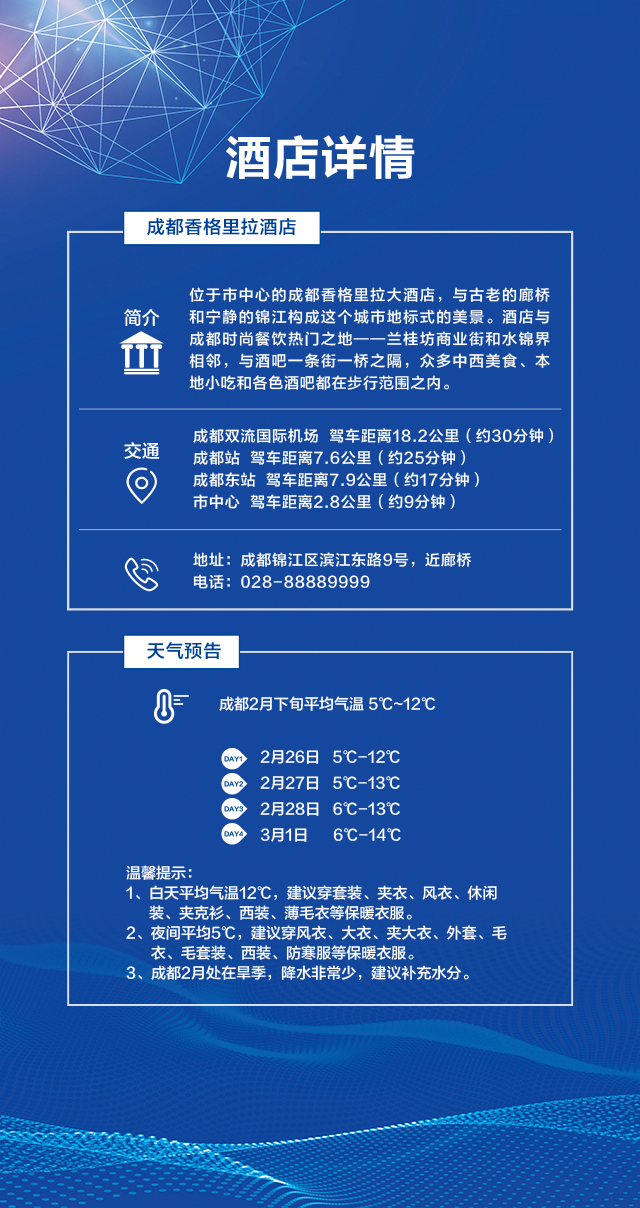 酒店详情
成都香格里拉酒店
简介
位于市中心的成都香格里拉大酒店，与古老的廊桥
和宁静的锦江构成这个城市地标式的美景。酒店与
成都时尚餐饮热门之地——兰桂坊商业街和水锦界
相邻，与酒吧一条街一桥之隔，众多中西美食、本
地小吃和各色酒吧都在步行范围之内。
交通
成都双流国际机场 驾车距离18.2公里（约30分钟）
成都站 驾车距离7.6公里（约25分钟）
成都东站 驾车距离7.9公里（约17分钟）
市中心 驾车距离2.8公里（约9分钟）
地址：成都锦江区滨江东路9号，近廊桥
电话：028-88889999
天气预告
成都2月下旬平均气温 5℃~12℃
DAY1 2月26日 5℃-12℃
DAY2 2月27日 5℃-13℃
DAY3 2月28日 6℃-13℃
DAY4 3月1日 6℃-14℃
温馨提示：
1、白天平均气温12℃，建议穿套装、夹衣、风衣、休闲
装、夹克衫、西装、薄毛衣等保暖衣服。
2、夜间平均5℃，建议穿风衣、大衣、夹大衣、外套、毛
衣、毛套装、西装、防寒服等保暖衣服。
3、成都2月处在旱季，降水非常少，建议补充水分。